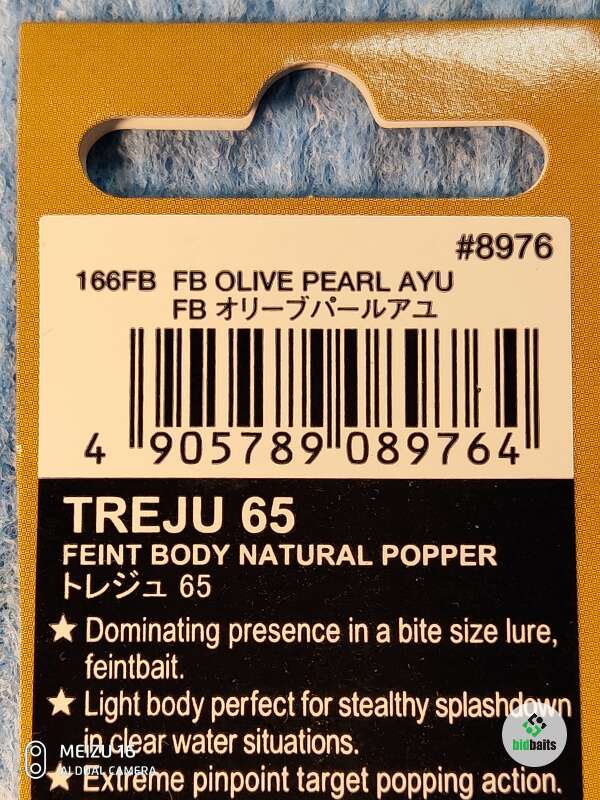 #8976
166FB FB OLIVE PEARL AYU
FB オリーブパールアユ
4 905789 089764
TREJU 65
FEINT BODY NATURAL POPPER
トレジュ 65
★ Dominating presence in a bite size lure,
feintbait.
★ Light body perfect for stealthy splashdown
in clear water situations.
★ Extreme pinpoint target popping action.
bidbaits
MEIZU 16
AI DUAL CAMERA